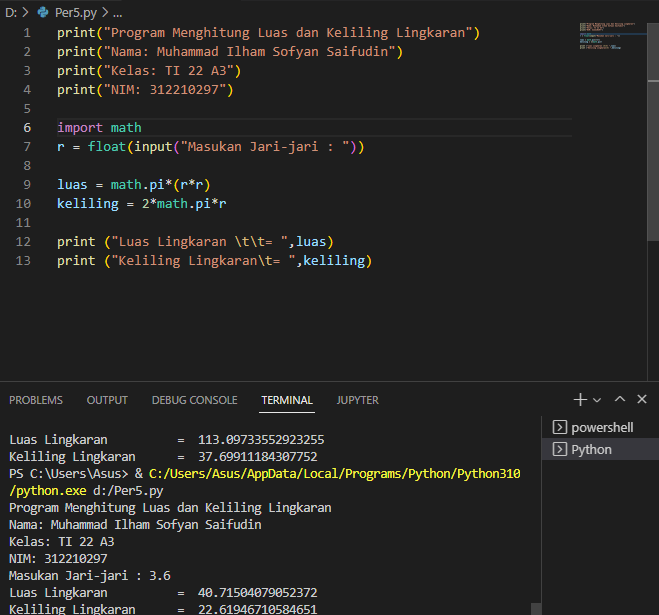 D: > Per5.py > ...
1 print("Program Menghitung Luas dan Keliling Lingkaran")
2 print("Nama: Muhammad Ilham Sofyan Saifudin")
3 print("Kelas: TI 22 A3")
4 print("NIM: 312210297")
5
6 import math
7 r = float(input("Masukan Jari-jari : "))
8
9 luas = math.pi*(r*r)
10 keliling = 2*math.pi*r
11
12 print ("Luas Lingkaran \t\t= ",luas)
13 print ("Keliling Lingkaran\t= ",keliling)
PROBLEMS OUTPUT DEBUG CONSOLE TERMINAL JUPYTER
powershell
Python
Luas Lingkaran = 113.09733552923255
Keliling Lingkaran = 37.69911184307752
PS C:\Users\Asus> & C:/Users/Asus/AppData/Local/Programs/Python/Python310
/python.exe d:/Per5.py
Program Menghitung Luas dan Keliling Lingkaran
Nama: Muhammad Ilham Sofyan Saifudin
Kelas: TI 22 A3
NIM: 312210297
Masukan Jari-jari : 3.6
Luas Lingkaran = 40.71504079052372
Keliling Lingkaran = 22.61946710584651